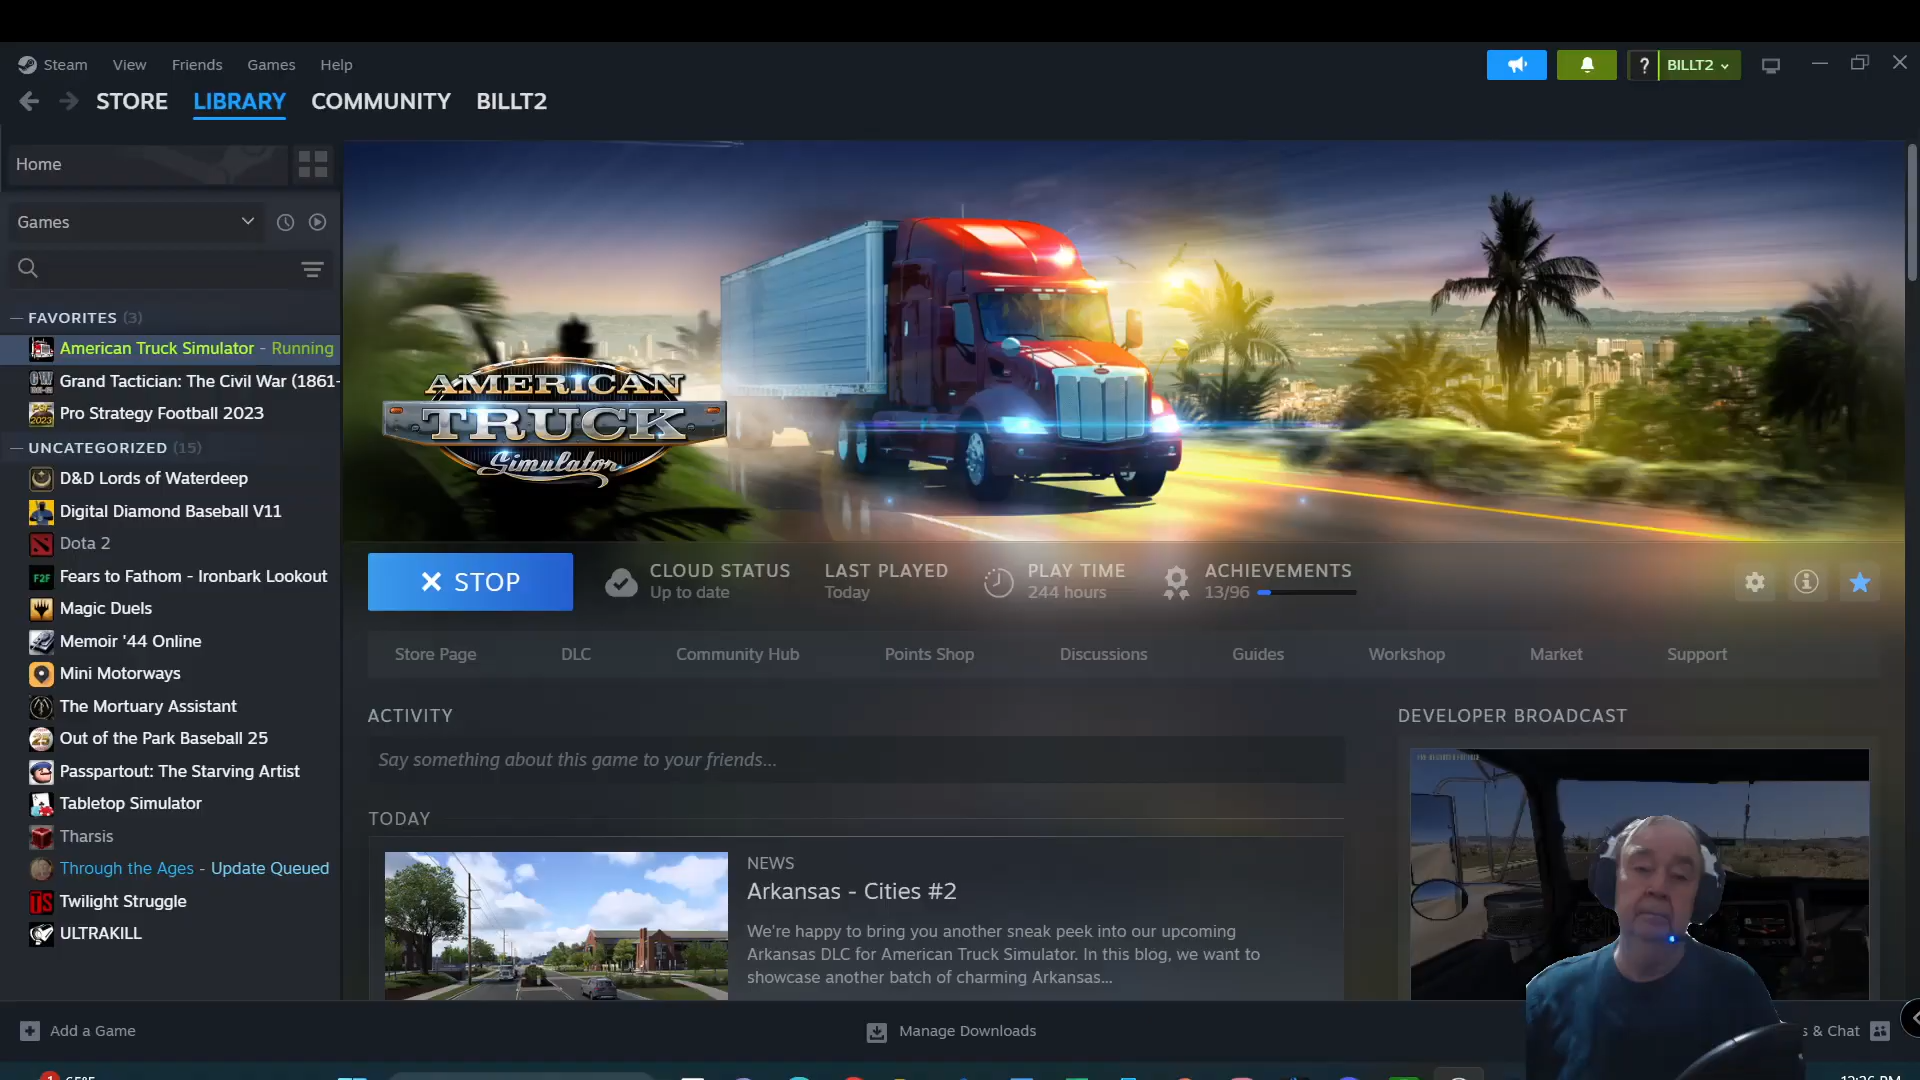 Steam View Friends Games Help
? BILLT2
STORE LIBRARY COMMUNITY BILLT2
Home
Games
FAVORITES (3)
American Truck Simulator - Running
Grand Tactician: The Civil War (1861-
Pro Strategy Football 2023
UNCATEGORIZED (15)
D&D Lords of Waterdeep
Digital Diamond Baseball V11
Dota 2
Fears to Fathom - Ironbark Lookout
Magic Duels
Memoir '44 Online
Mini Motorways
The Mortuary Assistant
Out of the Park Baseball 25
Passpartout: The Starving Artist
Tabletop Simulator
Tharsis
Through the Ages - Update Queued
Twilight Struggle
ULTRAKILL
AMERICAN
TRUCK
Simulator
STOP
CLOUD STATUS
Up to date
LAST PLAYED
Today
PLAY TIME
244 hours
ACHIEVEMENTS
13/96
Store Page DLC Community Hub Points Shop Discussions Guides Workshop Market Support
ACTIVITY
Say something about this game to your friends...
TODAY
NEWS
Arkansas - Cities #2
We're happy to bring you another sneak peek into our upcoming
Arkansas DLC for American Truck Simulator. In this blog, we want to
showcase another batch of charming Arkansas...
DEVELOPER BROADCAST
Add a Game
Manage Downloads
s & Chat